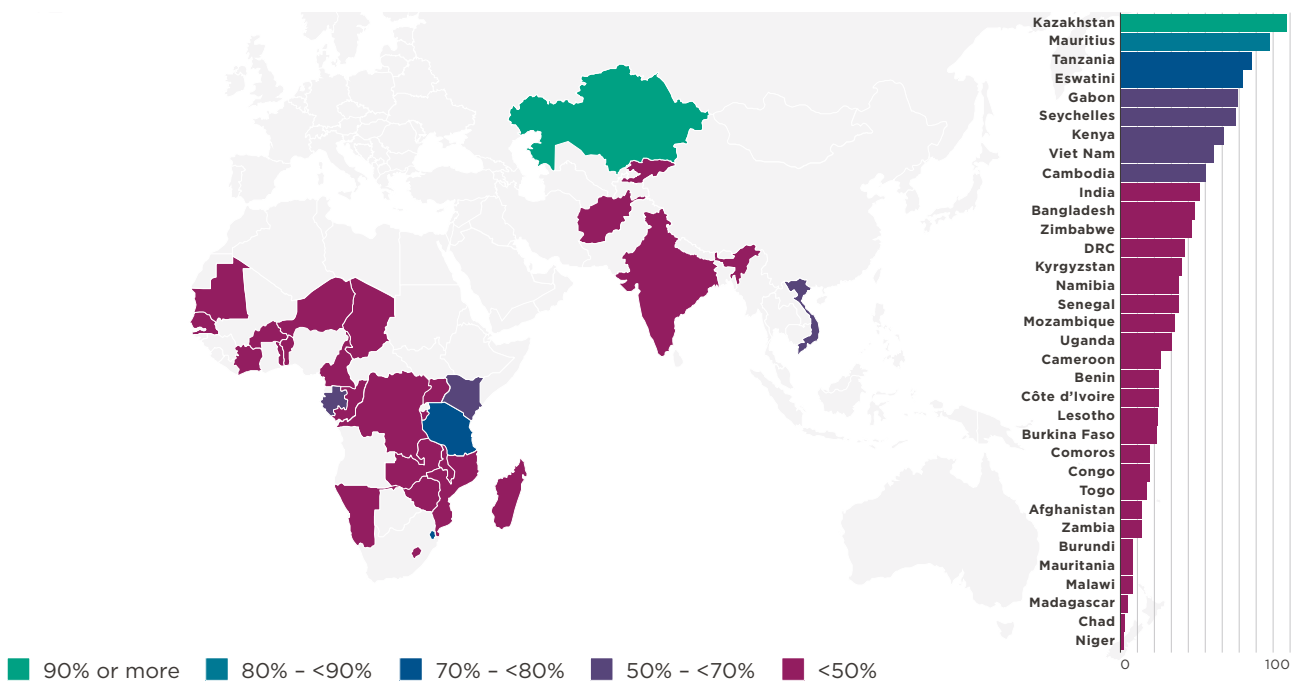 Kazakhstan
Mauritius
Tanzania
Eswatini
Gabon
Seychelles
Kenya
Viet Nam
Cambodia
India
Bangladesh
Zimbabwe
DRC
Kyrgyzstan
Namibia
Senegal
Mozambique
Uganda
Cameroon
Benin
Côte d’Ivoire
Lesotho
Burkina Faso
Comoros
Congo
Togo
Afghanistan
Zambia
Burundi
Mauritania
Malawi
Madagascar
Chad
Niger
0 100
90% or more 80% – <90% 70% – <80% 50% – <70% <50%